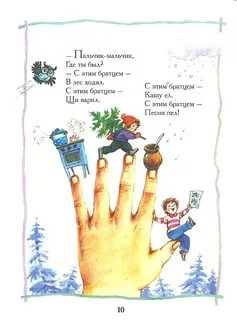 — Пальчик-мальчик,
Где ты был?
— С этим братцем —
В лес ходил.
С этим братцем —
Щи варил.
С этим братцем —
Кашу ел.
С этим братцем —
Песни пел!
10